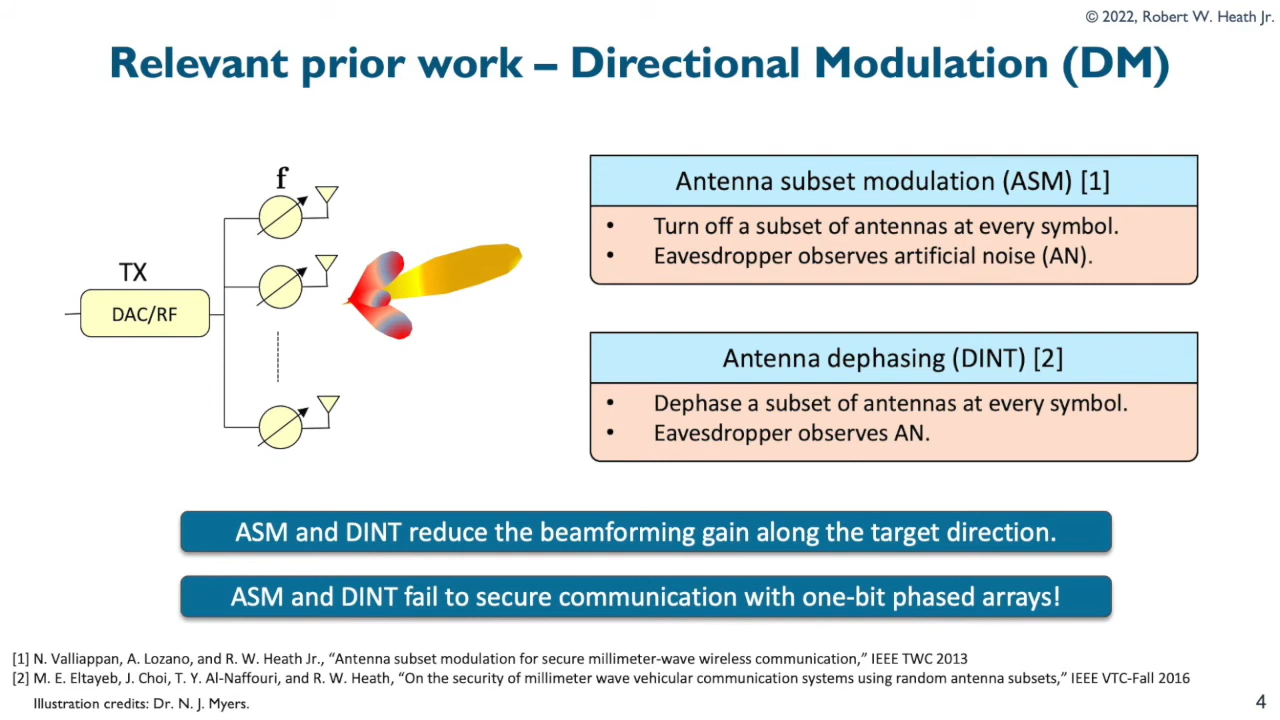 © 2022, Robert W. Heath Jr.
Relevant prior work – Directional Modulation (DM)
f
TX
DAC/RF
Antenna subset modulation (ASM) [1]
• Turn off a subset of antennas at every symbol.
• Eavesdropper observes artificial noise (AN).
Antenna dephasing (DINT) [2]
• Dephase a subset of antennas at every symbol.
• Eavesdropper observes AN.
ASM and DINT reduce the beamforming gain along the target direction.
ASM and DINT fail to secure communication with one-bit phased arrays!
[1] N. Valliappan, A. Lozano, and R. W. Heath Jr., “Antenna subset modulation for secure millimeter-wave wireless communication,” IEEE TWC 2013
[2] M. E. Eltayeb, J. Choi, T. Y. Al-Naffouri, and R. W. Heath, “On the security of millimeter wave vehicular communication systems using random antenna subsets,” IEEE VTC-Fall 2016
Illustration credits: Dr. N. J. Myers.
4